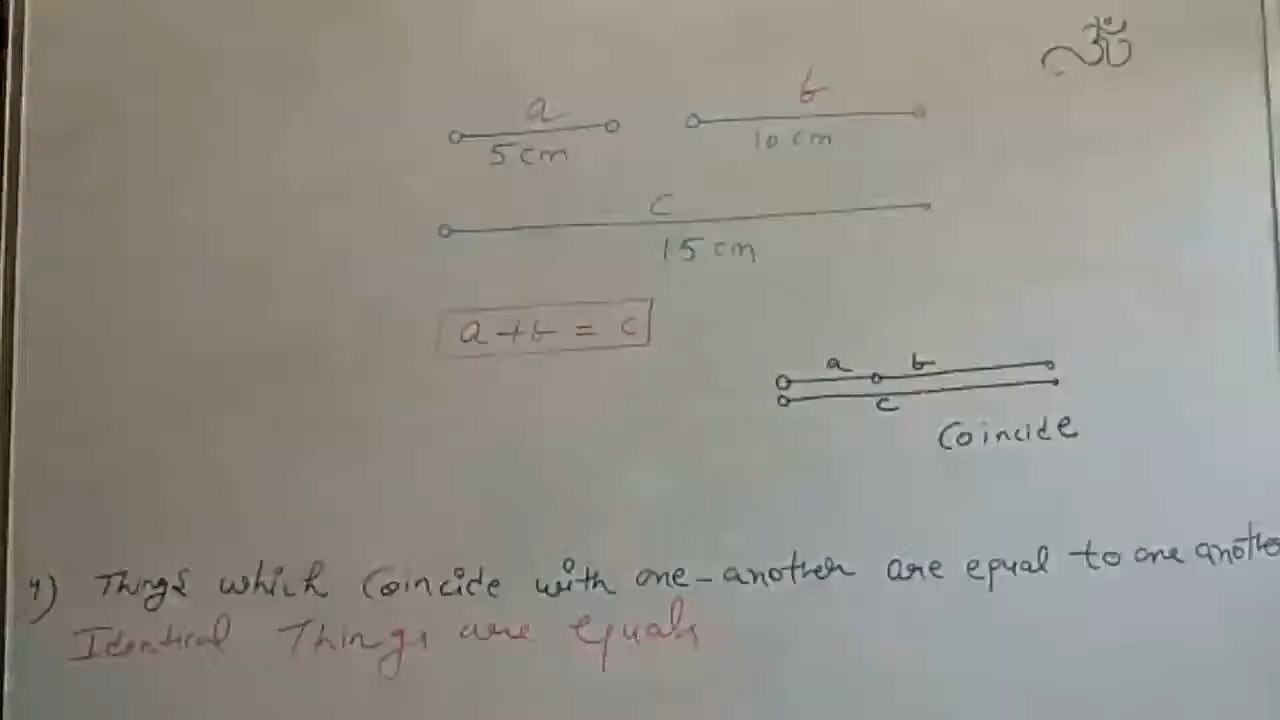 ॐ
a b
5 cm 10 cm
c
15 cm
a + b = c
a b
c
Coincide
4) Things which Coincide with one-another are equal to one anothe
Identical Things are equals